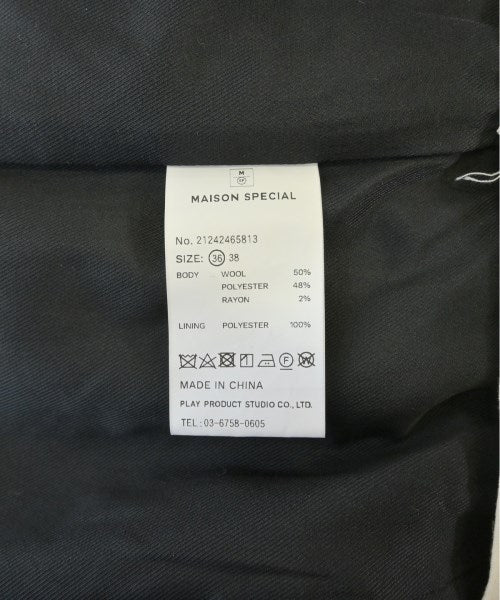 M
SP
MAISON SPECIAL
No. 21242465813
SIZE: 36 38
BODY WOOL 50%
POLYESTER 48%
RAYON 2%
LINING POLYESTER 100%
F W
MADE IN CHINA
PLAY PRODUCT STUDIO CO., LTD.
TEL:03-6758-0605